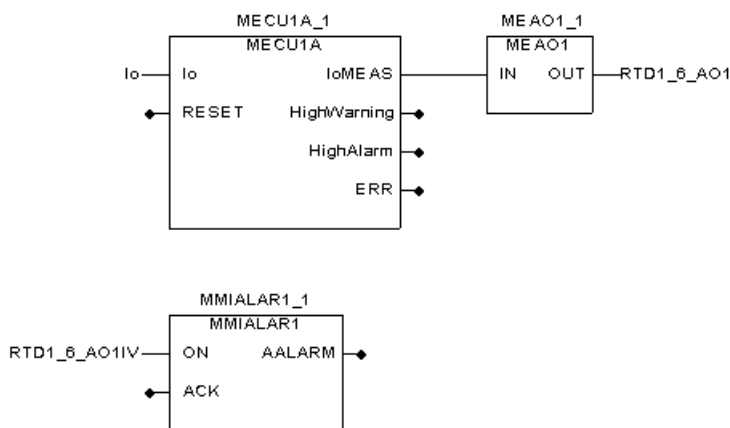 MECU1A_1 MEAO1_1
MECU1A MEAO1
Io Io IoMEAS IN OUT RTD1_6_AO1
RESET HighWarning
HighAlarm
ERR
MMIALAR1_1
MMIALAR1
RTD1_6_AO1IV ON AALARM
ACK